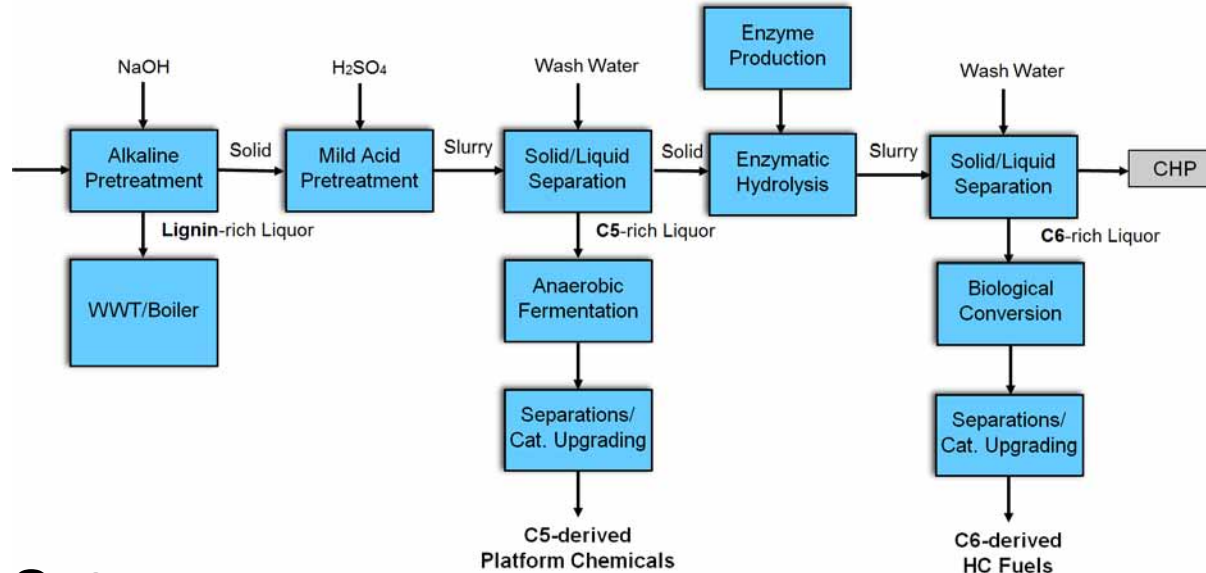 Enzyme
Production
NaOH
H₂SO₄
Wash Water
Wash Water
Alkaline
Pretreatment
Solid
Mild Acid
Pretreatment
Slurry
Solid/Liquid
Separation
Solid
Enzymatic
Hydrolysis
Slurry
Solid/Liquid
Separation
CHP
Lignin-rich Liquor
C5-rich Liquor
C6-rich Liquor
WWT/Boiler
Anaerobic
Fermentation
Biological
Conversion
Separations/
Cat. Upgrading
Separations/
Cat. Upgrading
C5-derived
Platform Chemicals
C6-derived
HC Fuels